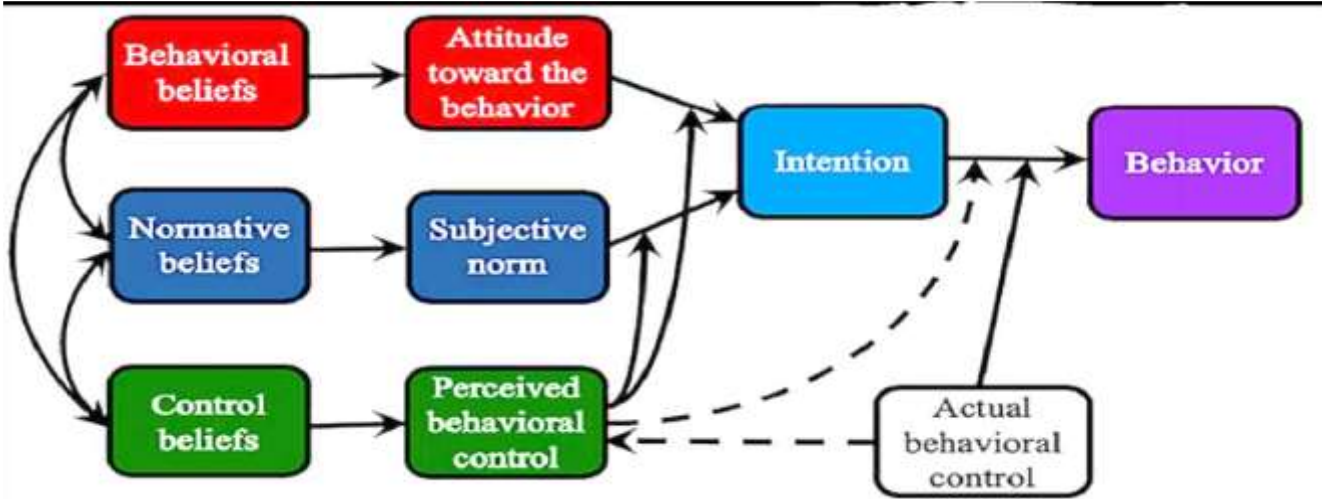 Behavioral
beliefs
Attitude
toward the
behavior
Intention
Behavior
Normative
beliefs
Subjective
norm
Control
beliefs
Perceived
behavioral
control
Actual
behavioral
control